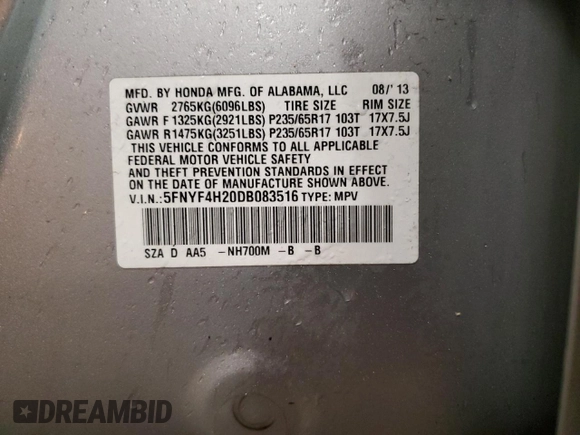 MFD. BY HONDA MFG. OF ALABAMA, LLC 08/'13
GVWR 2765KG(6096LBS) TIRE SIZE RIM SIZE
GAWR F 1325KG(2921LBS) P235/65R17 103T 17X7.5J
GAWR R1475KG(3251LBS) P235/65R17 103T 17X7.5J
THIS VEHICLE CONFORMS TO ALL APPLICABLE
FEDERAL MOTOR VEHICLE SAFETY
AND THEFT PREVENTION STANDARDS IN EFFECT
ON THE DATE OF MANUFACTURE SHOWN ABOVE.
V.I.N.: 5FNYF4H20DB083516 TYPE: MPV
SZA D AA5 -NH700M -B -B
DREAMBID